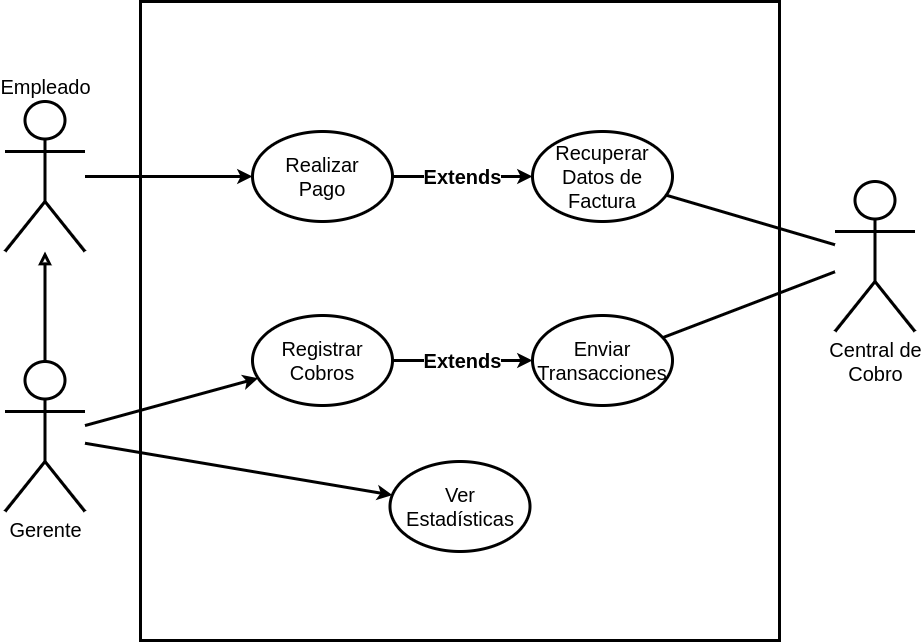 Empleado
Realizar
Pago
Extends
Recuperar
Datos de
Factura
Central de
Cobro
Registrar
Cobros
Extends
Enviar
Transacciones
Gerente
Ver
Estadísticas